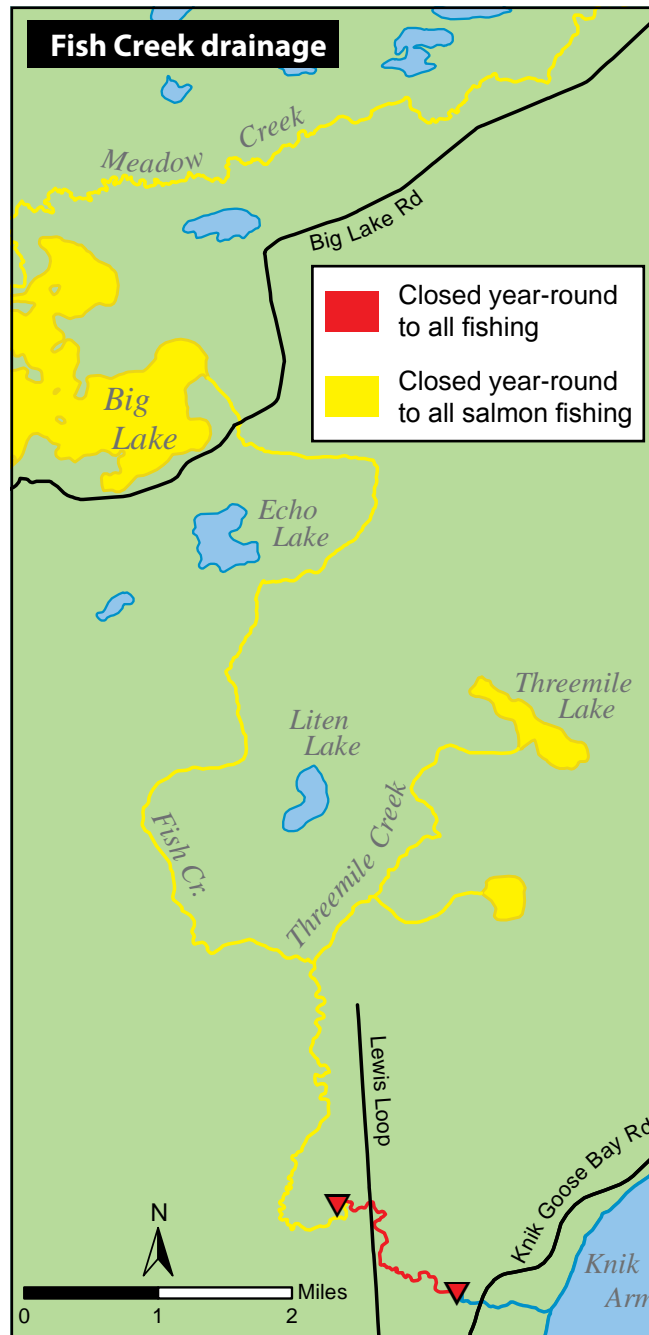 Fish Creek drainage
Meadow Creek
Big Lake Rd
Closed year-round
to all fishing
Closed year-round
to all salmon fishing
Big
Lake
Echo
Lake
Threemile
Lake
Liten
Lake
Fish Cr.
Threemile Creek
Lewis Loop
Knik Goose Bay Rd
Knik
Arm
N
Miles
0 1 2